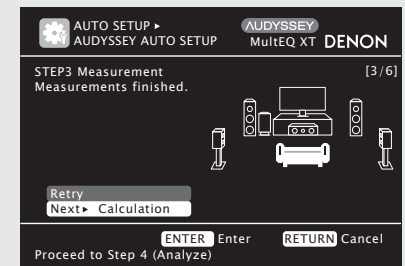 AUTO SETUP ▸
AUDYSSEY AUTO SETUP
AUDYSSEY
MultEQ XT DENON
STEP3 Measurement [3/6]
Measurements finished.
Retry
Next▸ Calculation
ENTER Enter RETURN Cancel
Proceed to Step 4 (Analyze)